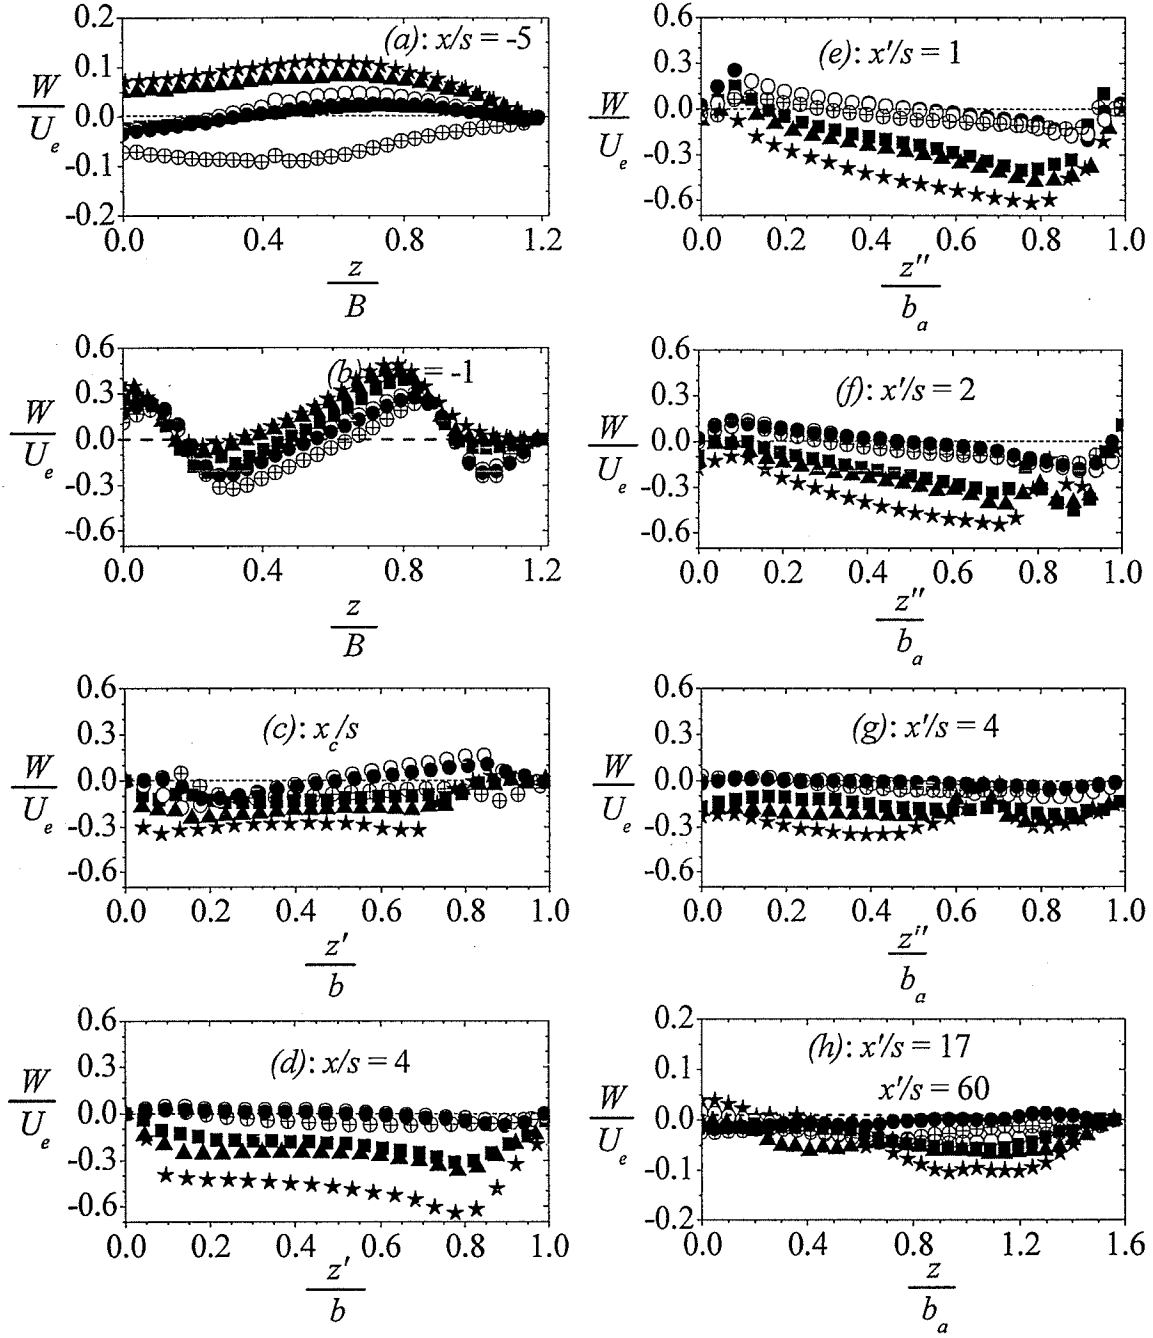 (a): x/s = -5
0.2
0.1
0.0
-0.1
-0.2
W
U_e
0.0 0.4 0.8 1.2
z
B
(e): x'/s = 1
0.6
0.3
0.0
-0.3
-0.6
W
U_e
0.0 0.2 0.4 0.6 0.8 1.0
z''
b_a
(b) = -1
0.6
0.3
0.0
-0.3
-0.6
W
U_e
0.0 0.4 0.8 1.2
z
B
(f): x'/s = 2
0.6
0.3
0.0
-0.3
-0.6
W
U_e
0.0 0.2 0.4 0.6 0.8 1.0
z''
b_a
(c): x_c/s
0.6
0.3
0.0
-0.3
-0.6
W
U_e
0.0 0.2 0.4 0.6 0.8 1.0
z'
b
(g): x'/s = 4
0.6
0.3
0.0
-0.3
-0.6
W
U_e
0.0 0.2 0.4 0.6 0.8 1.0
z''
b_a
(d): x/s = 4
0.6
0.3
0.0
-0.3
-0.6
W
U_e
0.0 0.2 0.4 0.6 0.8 1.0
z'
b
(h): x'/s = 17
x'/s = 60
0.2
0.1
0.0
-0.1
-0.2
W
U_e
0.0 0.4 0.8 1.2 1.6
z
b_a